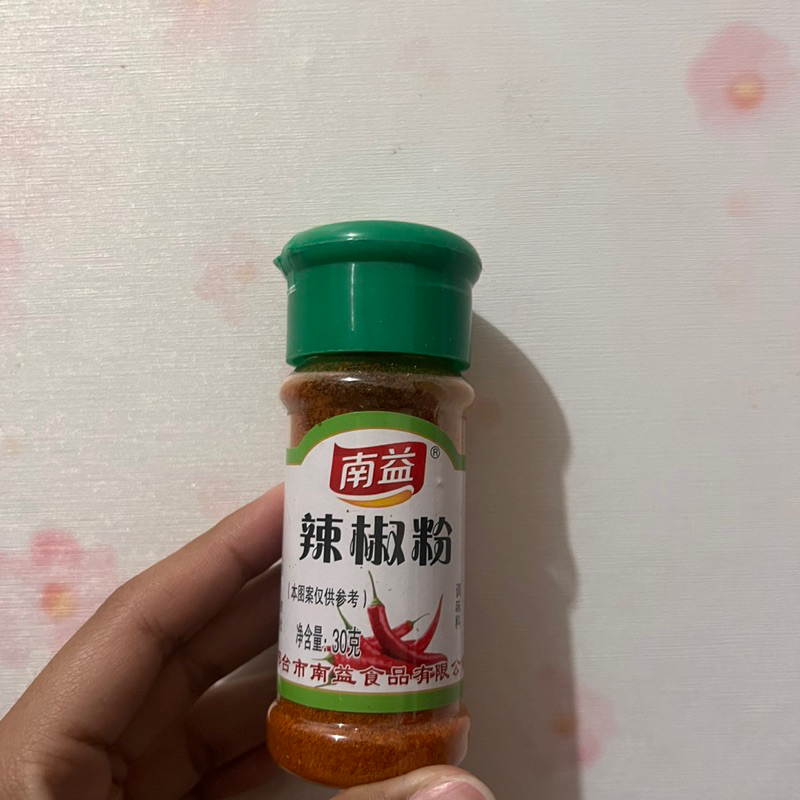 南益®
辣椒粉
(本图案仅供参考)
调味料
净含量:30克
台市南益食品有限公